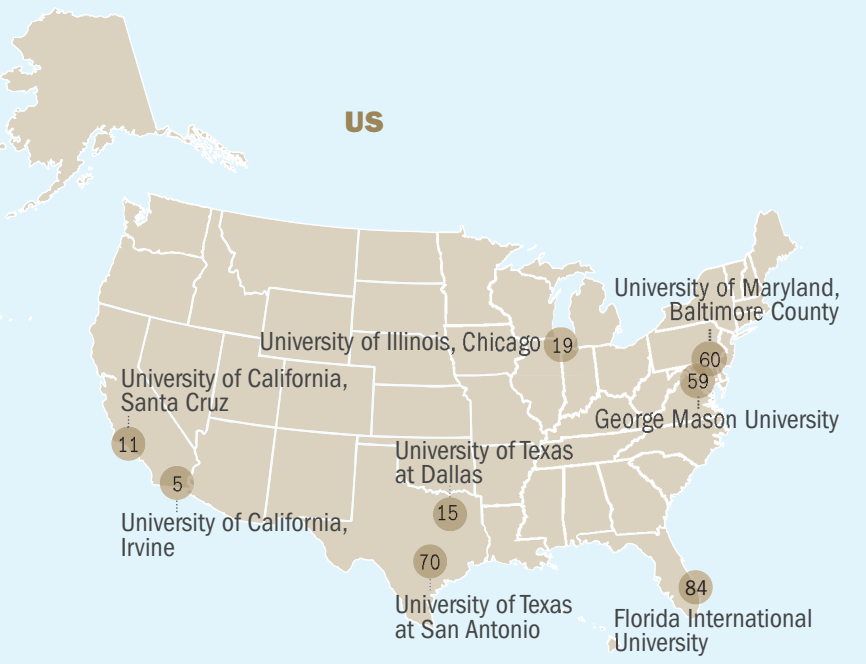 US
University of Maryland,
Baltimore County
60
University of Illinois, Chicago 19
59
George Mason University
University of California,
Santa Cruz
11
5
University of California,
Irvine
University of Texas
at Dallas
15
70
University of Texas
at San Antonio
84
Florida International
University